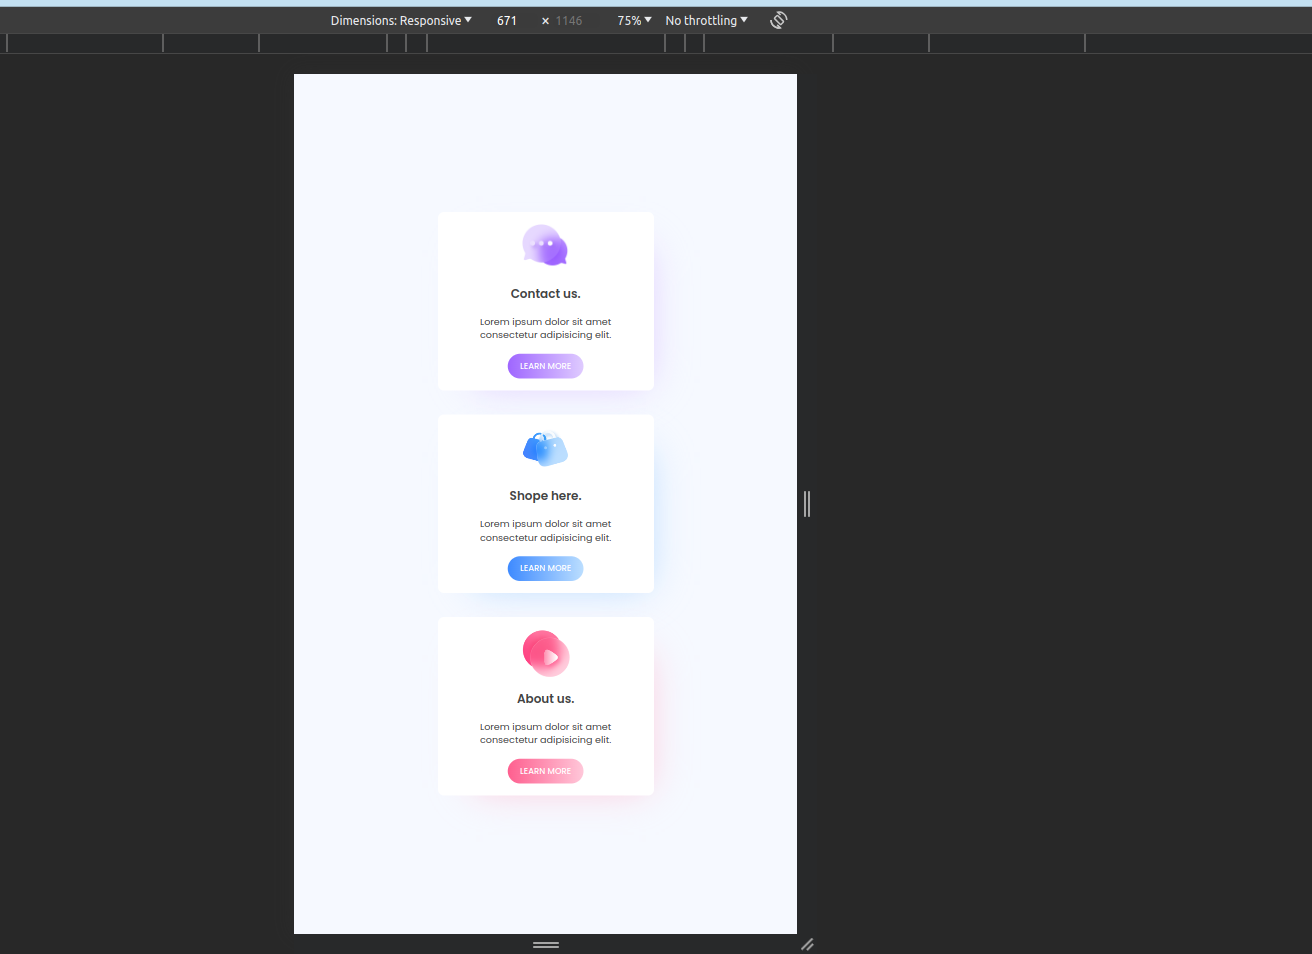 Dimensions: Responsive 671 × 1146 75% No throttling
Contact us.
Lorem ipsum dolor sit amet
consectetur adipisicing elit.
LEARN MORE
Shope here.
Lorem ipsum dolor sit amet
consectetur adipisicing elit.
LEARN MORE
About us.
Lorem ipsum dolor sit amet
consectetur adipisicing elit.
LEARN MORE